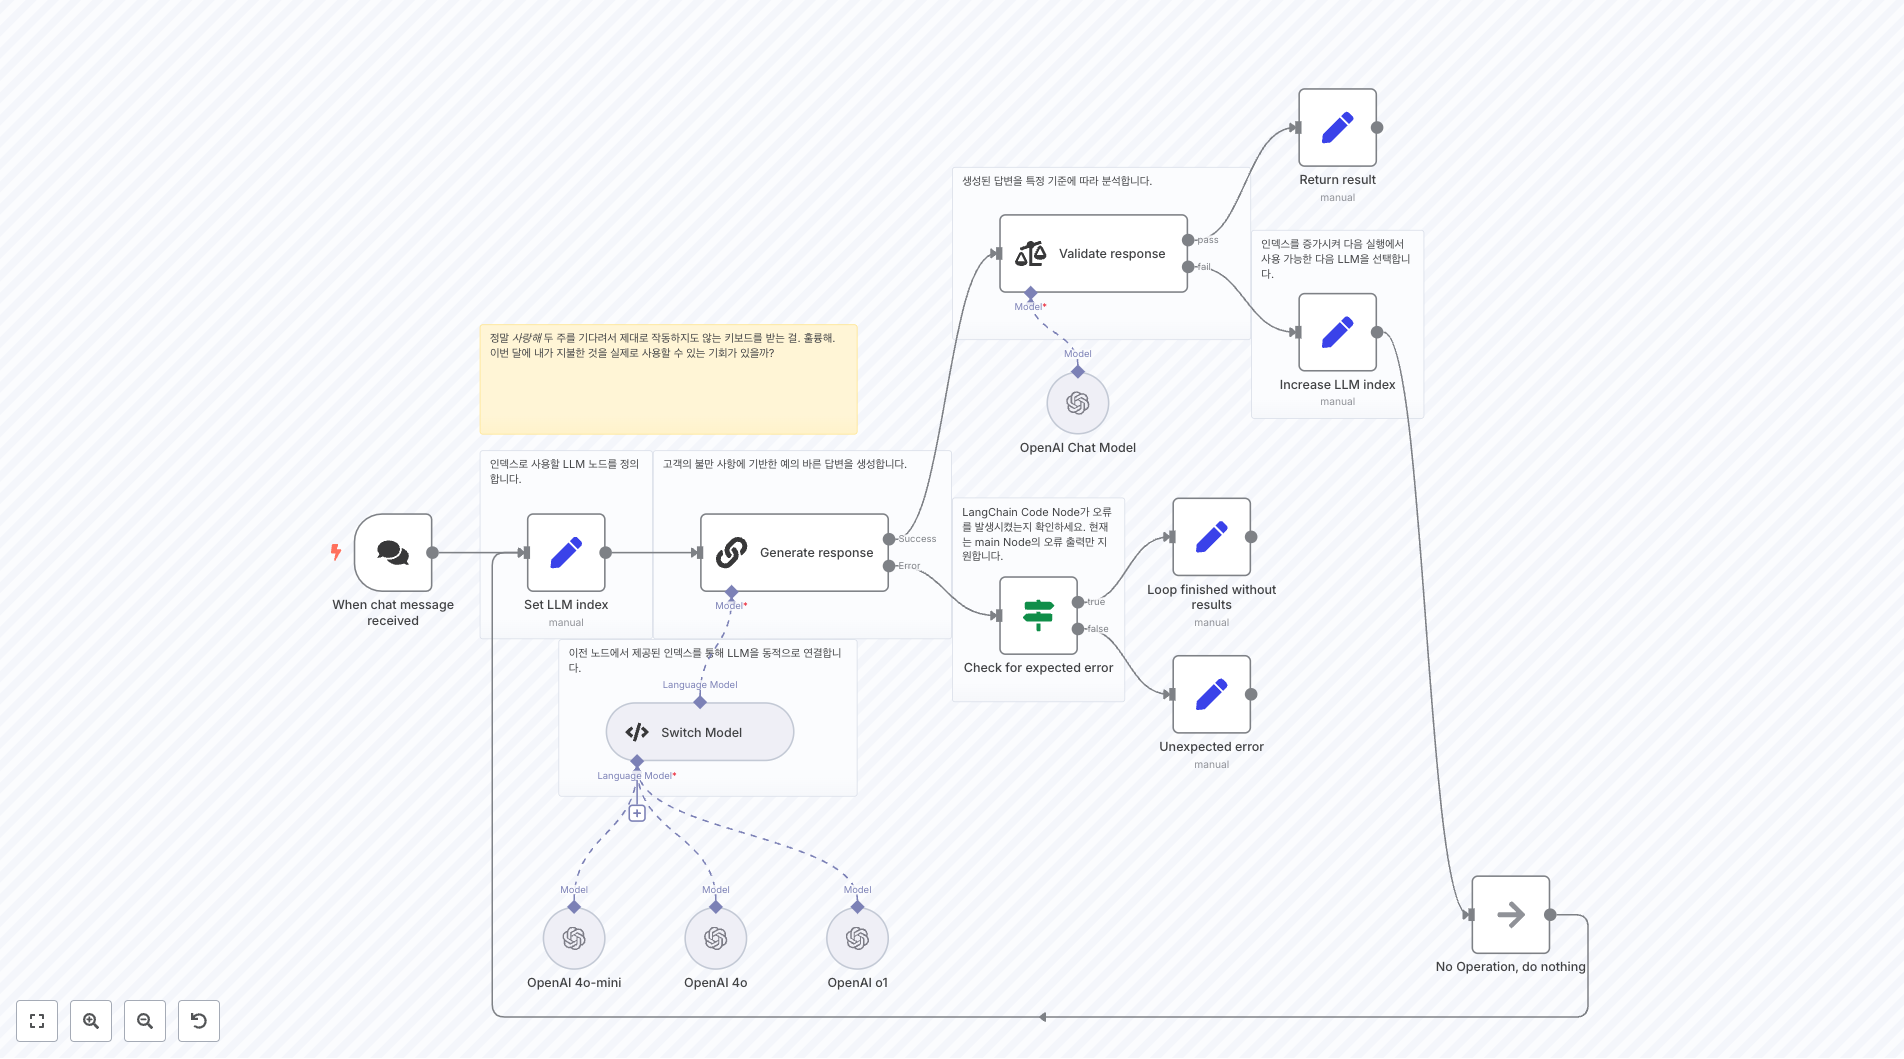 Return result
manual
생성된 답변을 특정 기준에 따라 분석합니다.
Validate response
pass
fail
Model*
Model
OpenAI Chat Model
인덱스를 증가시켜 다음 실행에서
사용 가능한 다음 LLM을 선택합니
다.
Increase LLM index
manual
정말 사랑해 두 주를 기다려서 제대로 작동하지도 않는 키보드를 받는 걸. 훌륭해.
이번 달에 내가 지불한 것을 실제로 사용할 수 있는 기회가 있을까?
인덱스로 사용할 LLM 노드를 정의
합니다.
고객의 불만 사항에 기반한 예의 바른 답변을 생성합니다.
When chat message
received
Set LLM index
manual
Generate response
Success
Error
Model*
LangChain Code Node가 오류
를 발생시켰는지 확인하세요. 현재
는 main Node의 오류 출력만 지
원합니다.
true
false
Check for expected error
Loop finished without
results
manual
Unexpected error
manual
이전 노드에서 제공된 인덱스를 통해 LLM을 동적으로 연결합니
다.
Language Model
Switch Model
Language Model*
Model
Model
Model
OpenAI 4o-mini
OpenAI 4o
OpenAI o1
No Operation, do nothing